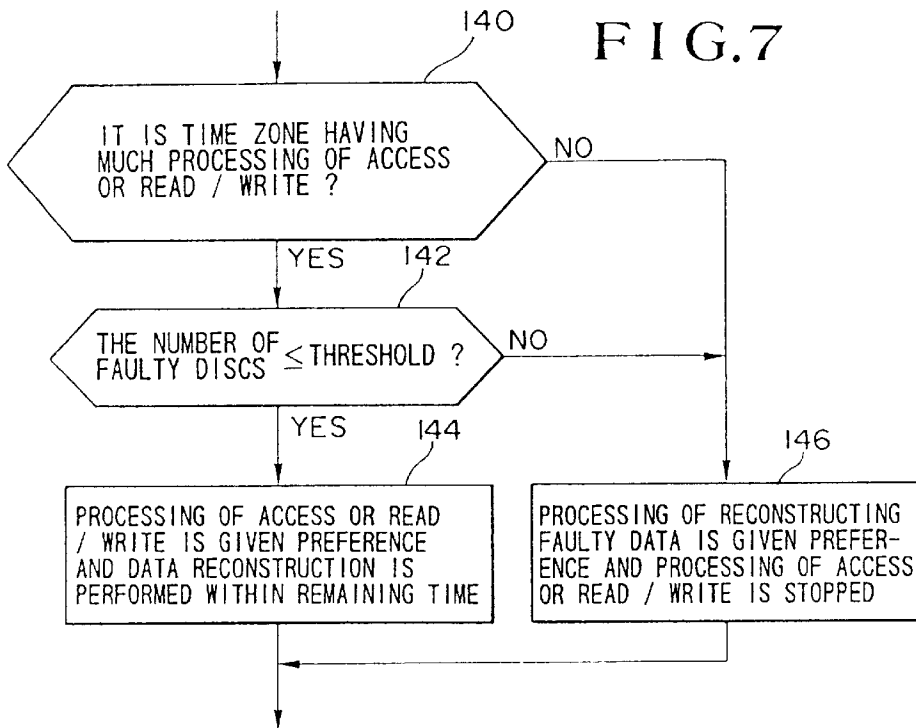 140
FIG.7
IT IS TIME ZONE HAVING
MUCH PROCESSING OF ACCESS
OR READ / WRITE ?
NO
YES
142
THE NUMBER OF
FAULTY DISCS ≦ THRESHOLD ?
NO
YES
144
146
PROCESSING OF ACCESS OR READ
/ WRITE IS GIVEN PREFERENCE
AND DATA RECONSTRUCTION IS
PERFORMED WITHIN REMAINING TIME
PROCESSING OF RECONSTRUCTING
FAULTY DATA IS GIVEN PREFER-
ENCE AND PROCESSING OF ACCESS
OR READ / WRITE IS STOPPED